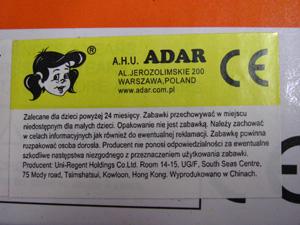 ®
A.H.U. ADAR
AL.JEROZOLIMSKIE 200
WARSZAWA,POLAND
www.adar.com.pl
CE
Zalecane dla dzieci powyżej 24 miesięcy. Zabawki przechowywać w miejscu
niedostępnym dla małych dzieci. Opakowanie nie jest zabawką. Należy zachować
w celach informacyjnych jak również do ewentualnej reklamacji. Zabawkę powinna
rozpakować osoba dorosła. Producent nie ponosi odpowiedzialności za ewentualne
szkodliwe następstwa niezgodnego z przeznaczeniem użytkowania zabawki.
Producent: Uni-Regent Holdings Co.Ltd. Room 14-15, UG/F, South Seas Centre,
75 Mody road, Tsimshatsui, Kowloon, Hong Kong. Wyprodukowano w Chinach.